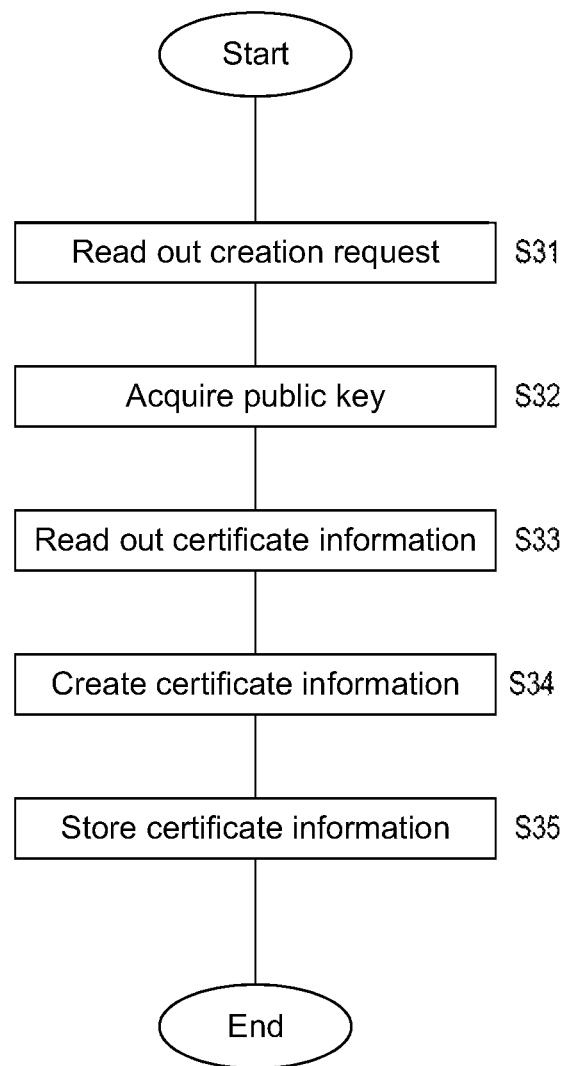 Start
Read out creation request S31
Acquire public key S32
Read out certificate information S33
Create certificate information S34
Store certificate information S35
End